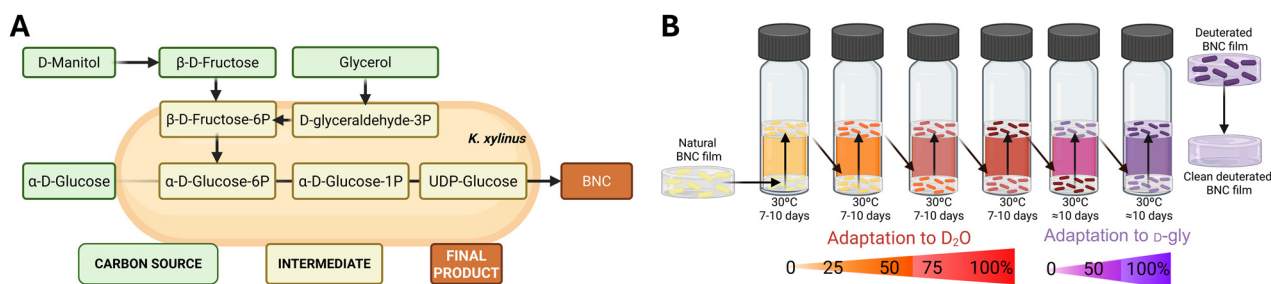 A
D-Manitol
β-D-Fructose
Glycerol
β-D-Fructose-6P
D-glyceraldehyde-3P
K. xylinus
α-D-Glucose
α-D-Glucose-6P
α-D-Glucose-1P
UDP-Glucose
BNC
CARBON SOURCE
INTERMEDIATE
FINAL
PRODUCT
B
Natural
BNC film
30ºC
7-10 days
30ºC
7-10 days
30ºC
7-10 days
30ºC
7-10 days
30ºC
≈10 days
30ºC
≈10 days
Deuterated
BNC film
Clean deuterated
BNC film
Adaptation to D₂O
0 25 50 75 100%
Adaptation to D-gly
0 50 100%